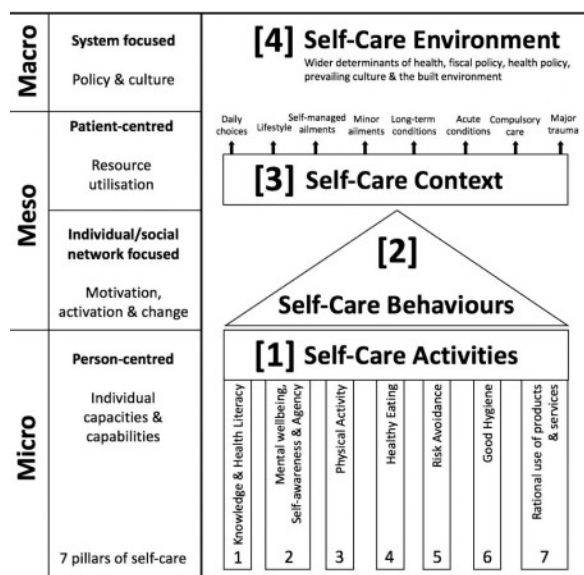 Macro
System focused
Policy & culture
[4] Self-Care Environment
Wider determinants of health, fiscal policy, health policy,
prevailing culture & the built environment
Meso
Patient-centred
Resource
utilisation
Daily
choices
Lifestyle
Self-managed
ailments
Minor
ailments
Long-term
conditions
Acute
conditions
Compulsory
care
Major
trauma
[3] Self-Care Context
Individual/social
network focused
Motivation,
activation & change
[2]
Self-Care Behaviours
Micro
Person-centred
Individual
capacities &
capabilities
7 pillars of self-care
[1] Self-Care Activities
Knowledge & Health Literacy
1
Mental wellbeing,
Self-awareness & Agency
2
Physical Activity
3
Healthy Eating
4
Risk Avoidance
5
Good Hygiene
6
Rational use of products
& services
7